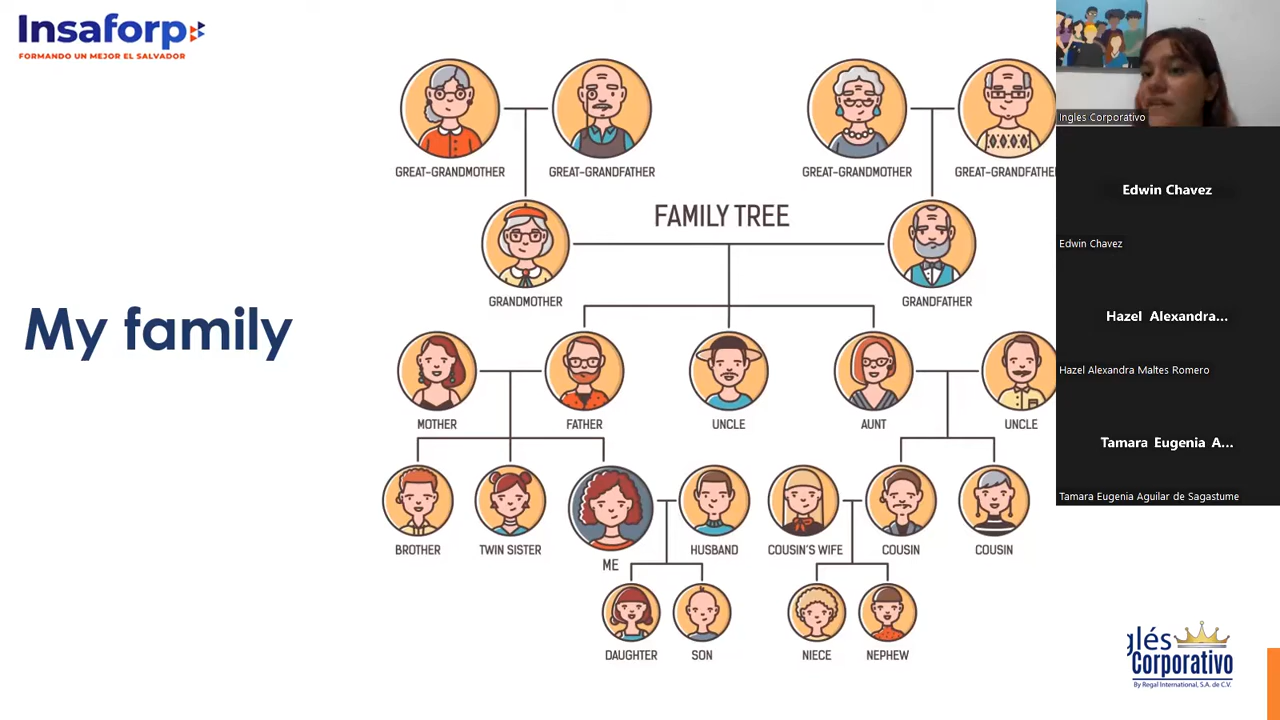 Insaforp
FORMANDO UN MEJOR EL SALVADOR
My family
GREAT-GRANDMOTHER
GREAT-GRANDFATHER
GREAT-GRANDMOTHER
GREAT-GRANDFATHE
FAMILY TREE
GRANDMOTHER
GRANDFATHER
MOTHER
FATHER
UNCLE
AUNT
UNCLE
BROTHER
TWIN SISTER
ME
HUSBAND
COUSIN'S WIFE
COUSIN
COUSIN
DAUGHTER
SON
NIECE
NEPHEW
Ingles Corporativo
Edwin Chavez
Edwin Chavez
Hazel Alexandra...
Hazel Alexandra Maltes Romero
Tamara Eugenia A...
Tamara Eugenia Aguilar de Sagastume
glés
Corporativo
By Regal International, S.A. de C.V.